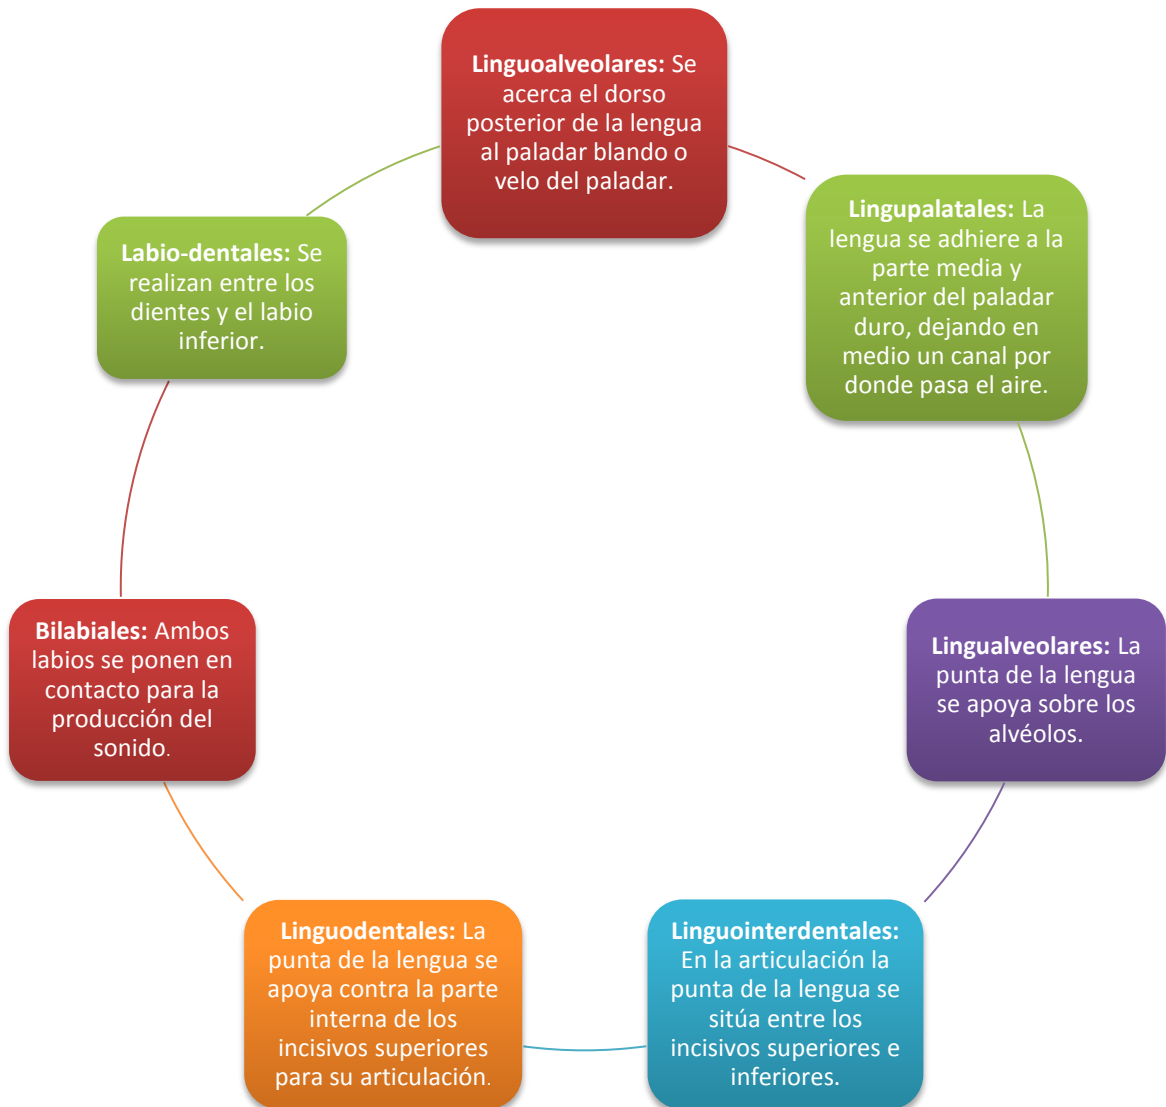 Linguoalveolares: Se
acerca el dorso
posterior de la lengua
al paladar blando o
velo del paladar.
Lingupalatales: La
lengua se adhiere a la
parte media y
anterior del paladar
duro, dejando en
medio un canal por
donde pasa el aire.
Lingualveolares: La
punta de la lengua
se apoya sobre los
alvéolos.
Linguointerdentales:
En la articulación la
punta de la lengua se
sitúa entre los
incisivos superiores e
inferiores.
Linguodentales: La
punta de la lengua se
apoya contra la parte
interna de los
incisivos superiores
para su articulación.
Bilabiales: Ambos
labios se ponen en
contacto para la
producción del
sonido.
Labio-dentales: Se
realizan entre los
dientes y el labio
inferior.